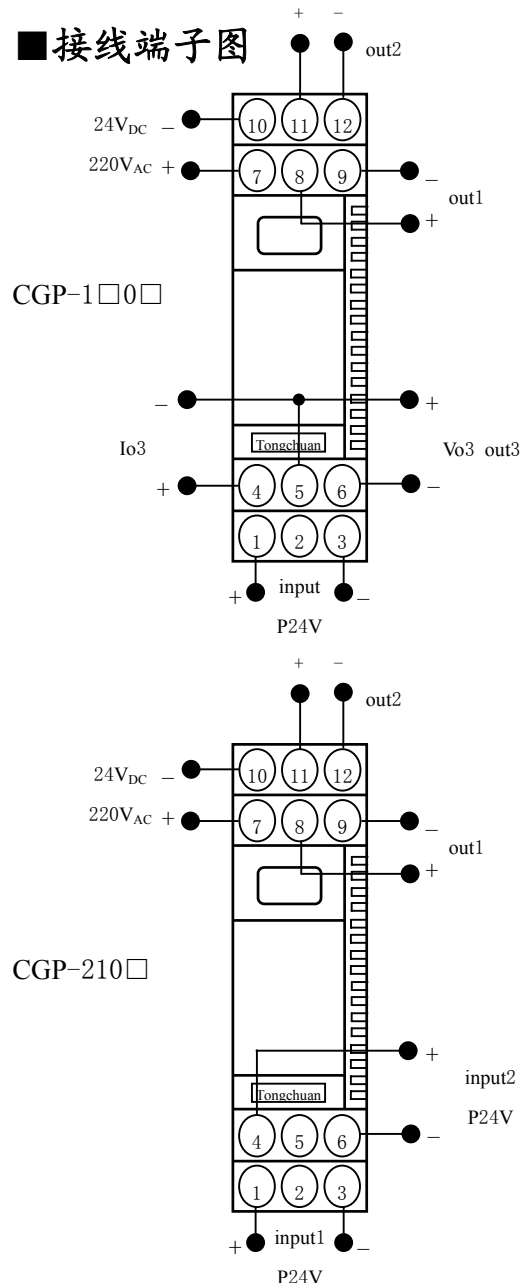 ■接线端子图
+ −
out2
24VDC − 10 11 12
220VAC + 7 8 9 −
out1
+
CGP-1□0□
− +
Io3 Tongchuan Vo3 out3
+ 4 5 6 −
1 2 3
+ input −
P24V
+ −
out2
24VDC − 10 11 12
220VAC + 7 8 9 −
out1
+
CGP-210□
+
input2
Tongchuan
P24V
4 5 6 −
1 2 3
+ input1 −
P24V